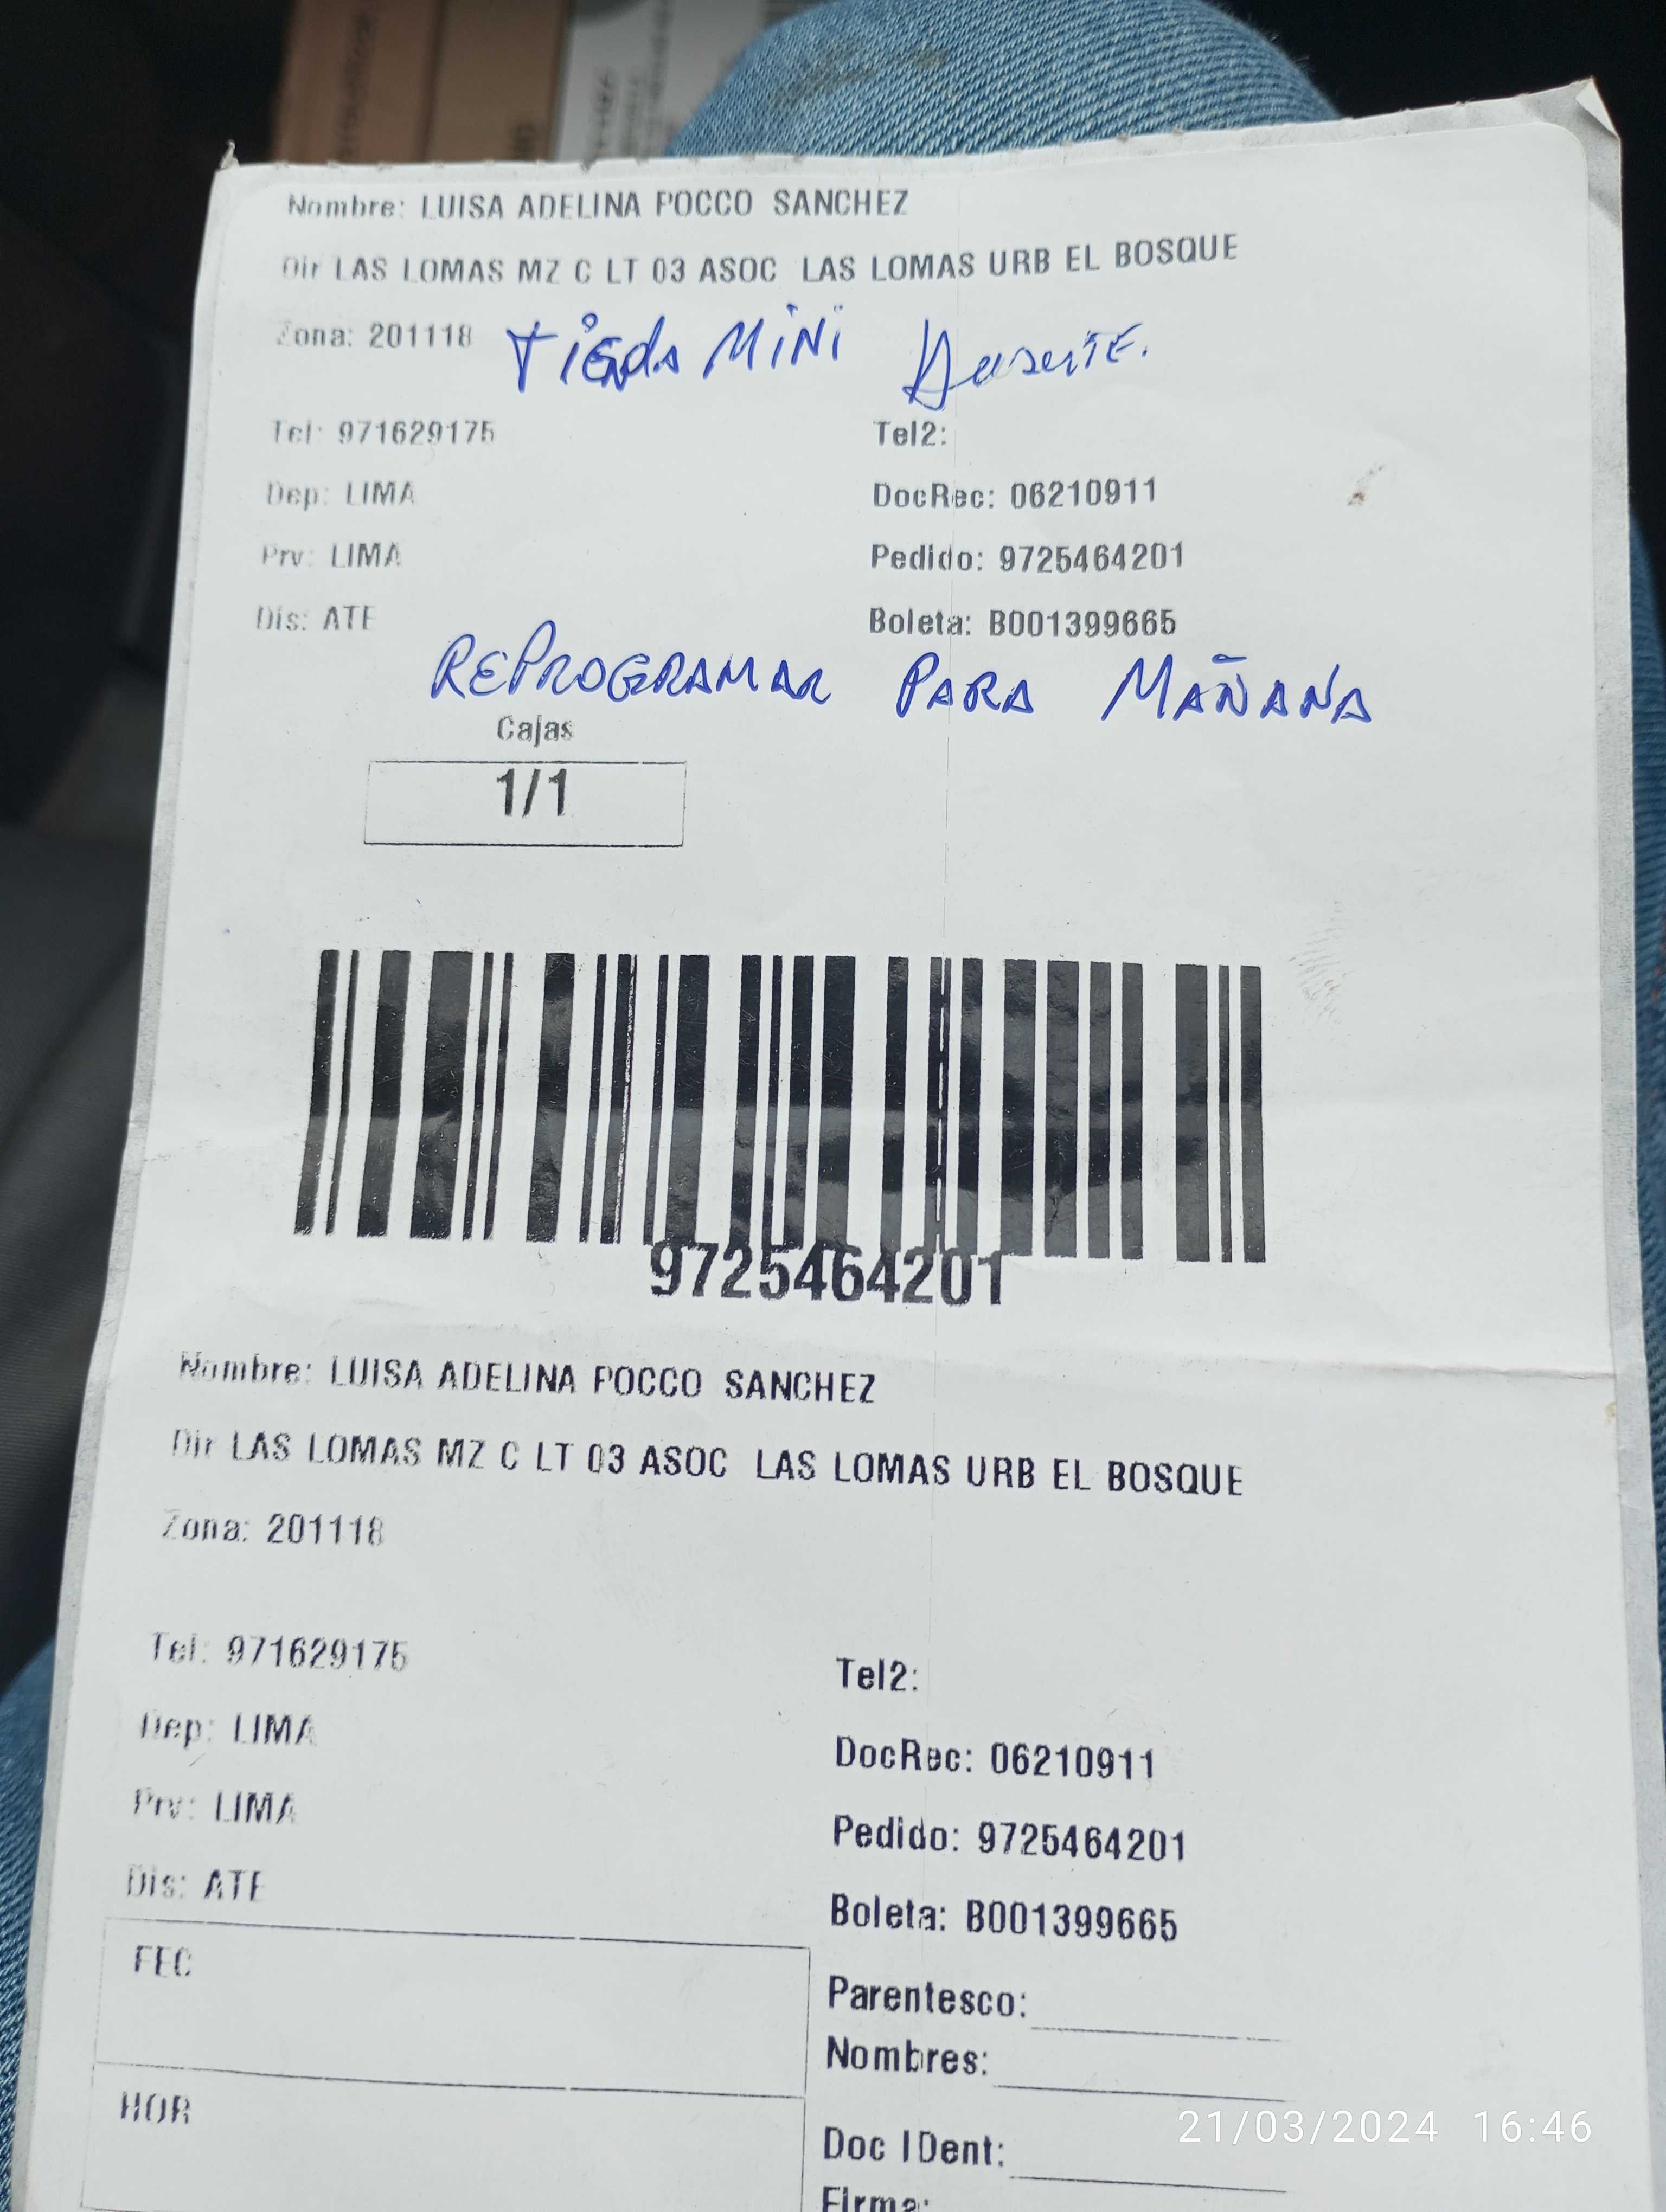 Nombre: LUISA ADELINA POCCO SANCHEZ
Dir LAS LOMAS MZ C LT 03 ASOC LAS LOMAS URB EL BOSQUE
Zona: 201118 TiENdA MiNi
Tel: 971629175 Tel2:
Dep: LIMA DocRec: 06210911
Prv: LIMA Pedido: 9725464201
Dis: ATE Boleta: B001399665
REPROGRAMAR PARA MAÑANA
Cajas
1/1
9725464201
Nombre: LUISA ADELINA POCCO SANCHEZ
Dir LAS LOMAS MZ C LT 03 ASOC LAS LOMAS URB EL BOSQUE
Zona: 201118
Tel: 971629175 Tel2:
Dep: LIMA DocRec: 06210911
Prv: LIMA Pedido: 9725464201
Dis: ATE Boleta: B001399665
FEC
Parentesco:
Nombres:
HOR
Doc IDent:
Firma:
21/03/2024 16:46